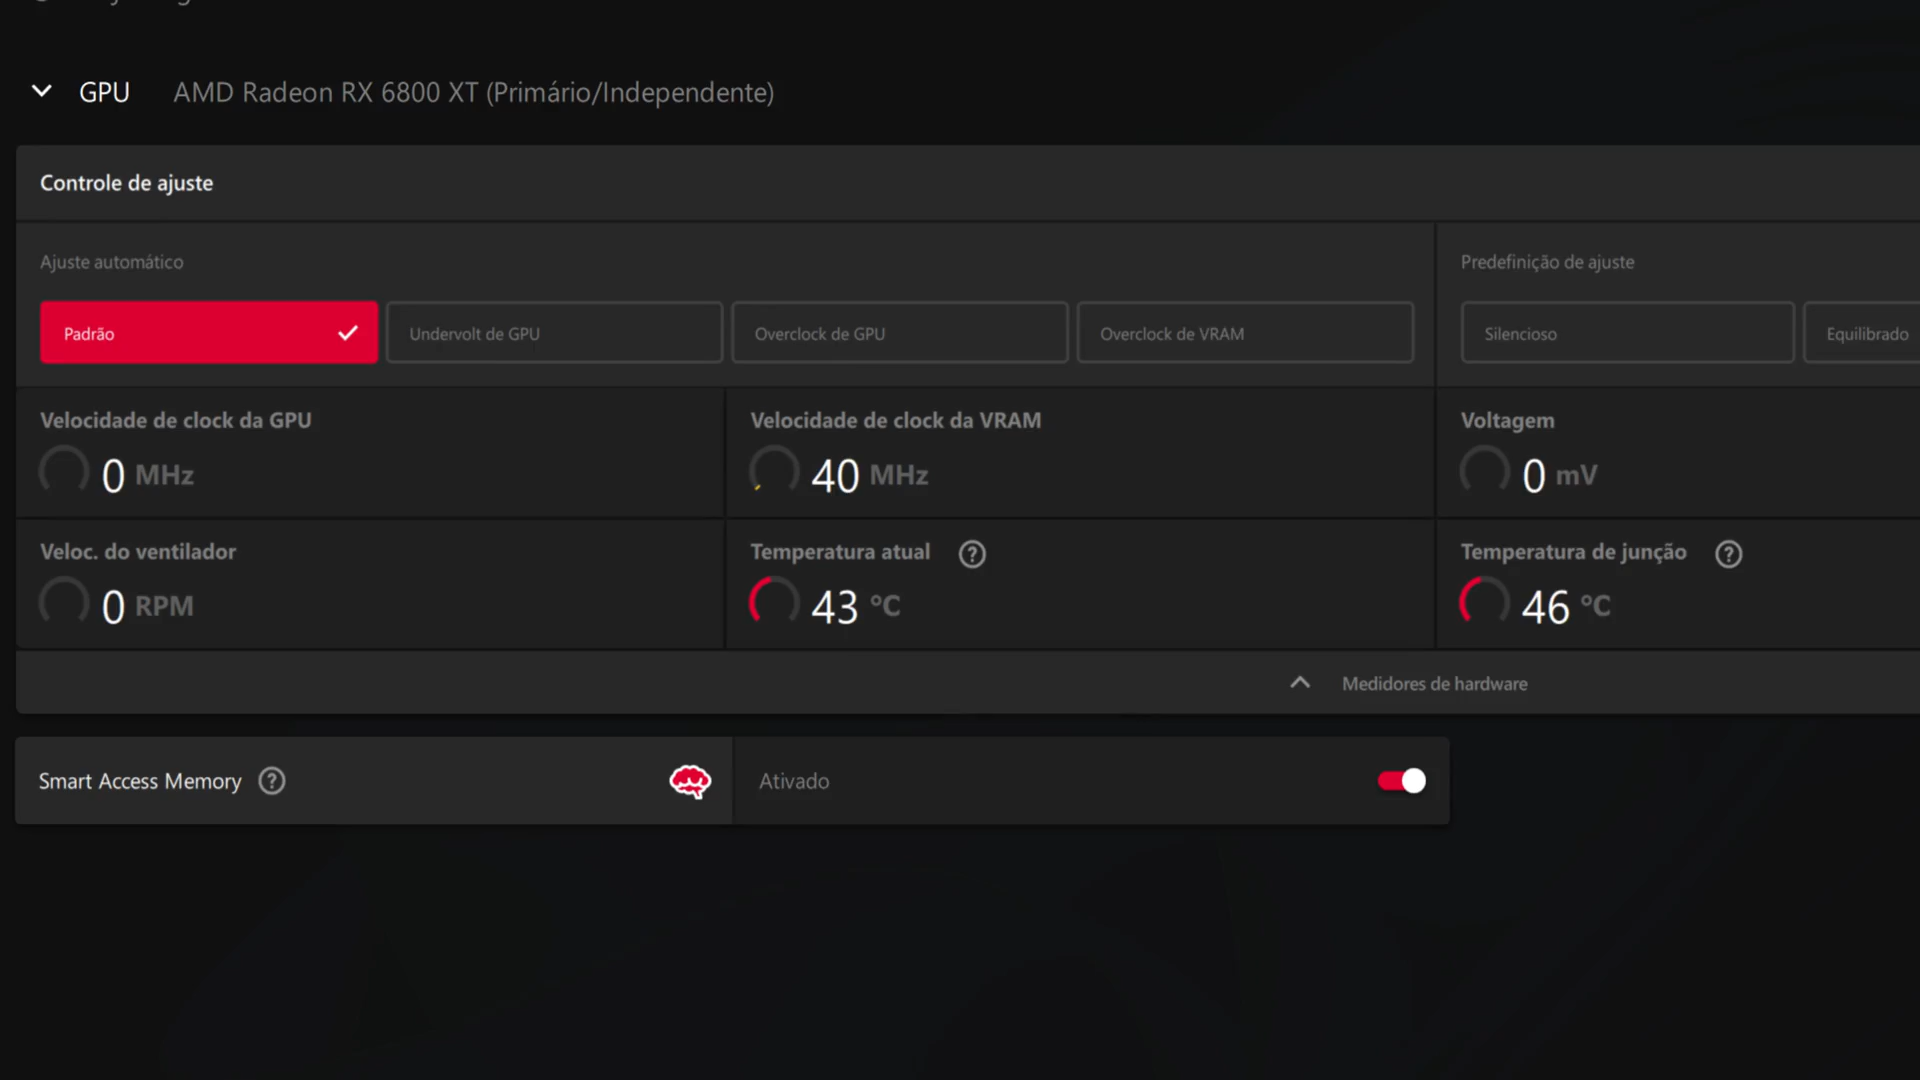 GPU AMD Radeon RX 6800 XT (Primário/Independente)
Controle de ajuste
Ajuste automático
Predefinição de ajuste
Padrão
Undervolt de GPU
Overclock de GPU
Overclock de VRAM
Silencioso
Equilibrado
Velocidade de clock da GPU
0 MHz
Velocidade de clock da VRAM
40 MHz
Voltagem
0 mV
Veloc. do ventilador
0 RPM
Temperatura atual ?
43 °C
Temperatura de junção ?
46 °C
Medidores de hardware
Smart Access Memory ?
Ativado